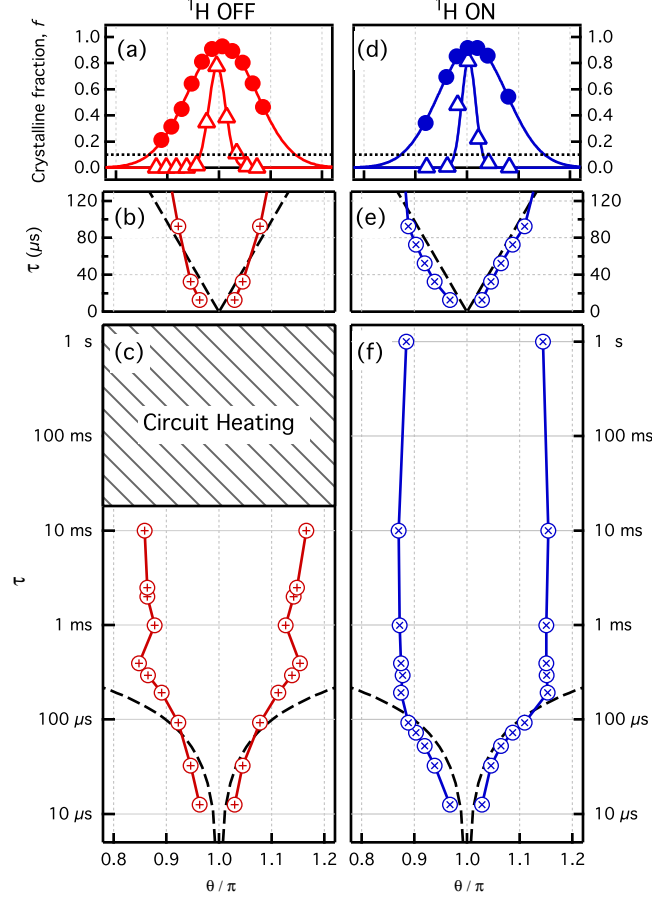 ¹H OFF
¹H ON
Crystalline fraction, f
(a)
(d)
1.0
0.8
0.6
0.4
0.2
0.0
1.0
0.8
0.6
0.4
0.2
0.0
τ (µs)
(b)
(e)
120
80
40
0
120
80
40
0
τ
(c)
(f)
Circuit Heating
1 s
100 ms
10 ms
1 ms
100 µs
10 µs
1 s
100 ms
10 ms
1 ms
100 µs
10 µs
0.8 0.9 1.0 1.1 1.2
0.8 0.9 1.0 1.1 1.2
θ / π
θ / π